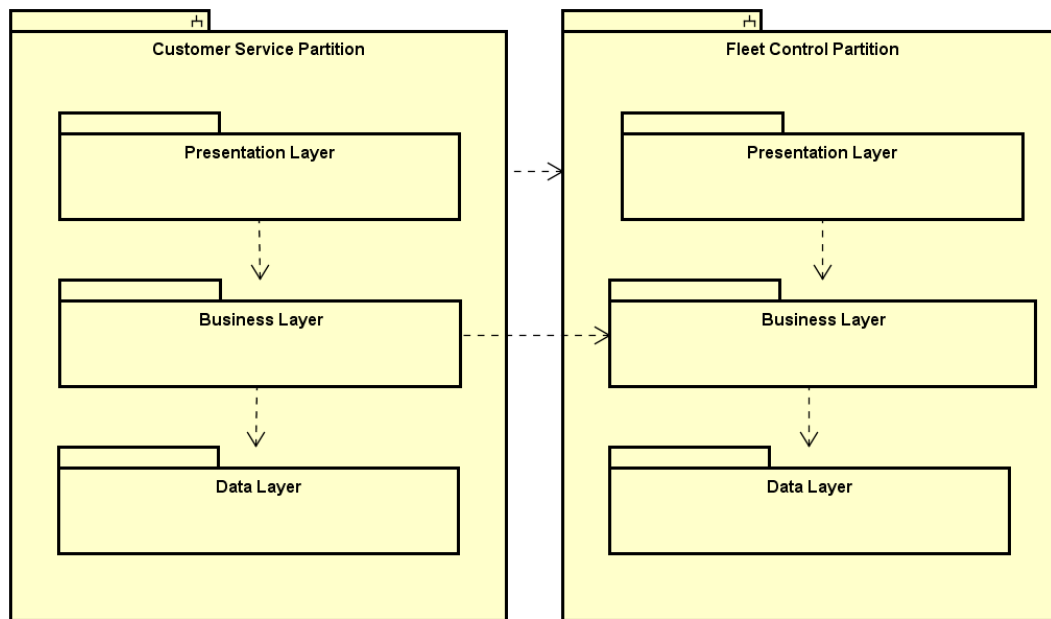 Customer Service Partition
Presentation Layer
Business Layer
Data Layer
Fleet Control Partition
Presentation Layer
Business Layer
Data Layer